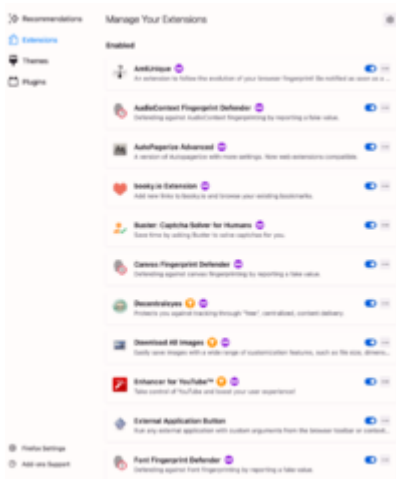 Recommendations
Extensions
Themes
Plugins
Firefox Settings
Add-ons Support
Manage Your Extensions
Enabled
AmIUnique
An extension to follow the evolution of your browser fingerprint (be notified as soon as a ...
AudioContext Fingerprint Defender
Defending against AudioContext fingerprinting by reporting a fake value.
AutoPagerize Advanced
A version of Autopagerize with more settings. Now web-extensions compatible.
booky.io Extension
Add new links to booky.io and browse your existing bookmarks.
Buster: Captcha Solver for Humans
Save time by asking Buster to solve captchas for you.
Canvas Fingerprint Defender
Defending against canvas fingerprinting by reporting a fake value.
Decentraleyes
Protects you against tracking through "free", centralized, content delivery.
Download All Images
Easily save images with a wide range of customization features, such as file size, dimens...
Enhancer for YouTube™
Take control of YouTube and boost your user experience!
External Application Button
Run any external application with custom arguments from the browser toolbar or context...
Font Fingerprint Defender
Defending against Font fingerprinting by reporting a fake value.